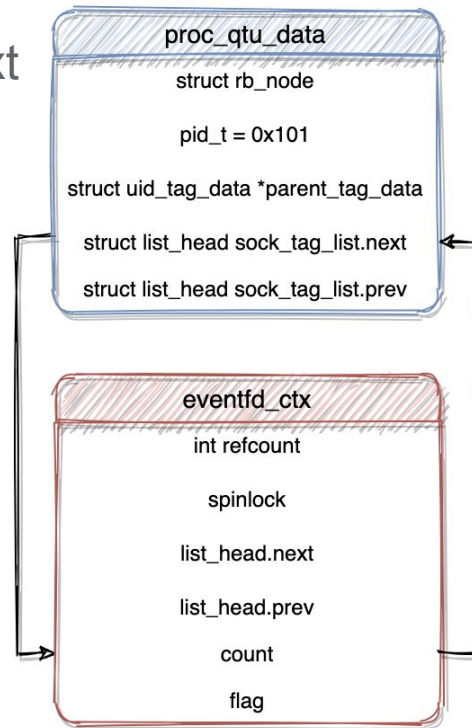 xt
proc_qtu_data
struct rb_node
pid_t = 0x101
struct uid_tag_data *parent_tag_data
struct list_head sock_tag_list.next
struct list_head sock_tag_list.prev
eventfd_ctx
int refcount
spinlock
list_head.next
list_head.prev
count
flag